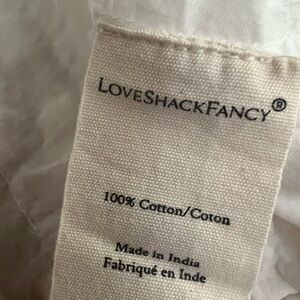 LOVESHACKFANCY®
100% Cotton/Coton
Made in India
Fabriqué en Inde